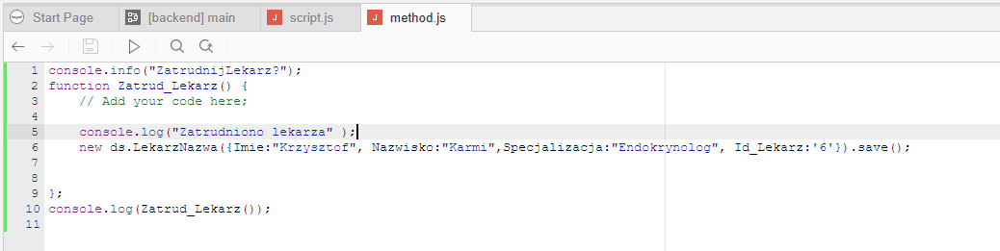 Start Page [backend] main script.js method.js
1 console.info("ZatrudnijLekarz?");
2 function Zatrud_Lekarz() {
3 // Add your code here;
4
5 console.log("Zatrudniono lekarza" );
6 new ds.LekarzNazwa({Imie:"Krzysztof", Nazwisko:"Karmi",Specjalizacja:"Endokrynolog", Id_Lekarz:'6'}).save();
7
8
9 };
10 console.log(Zatrud_Lekarz());
11